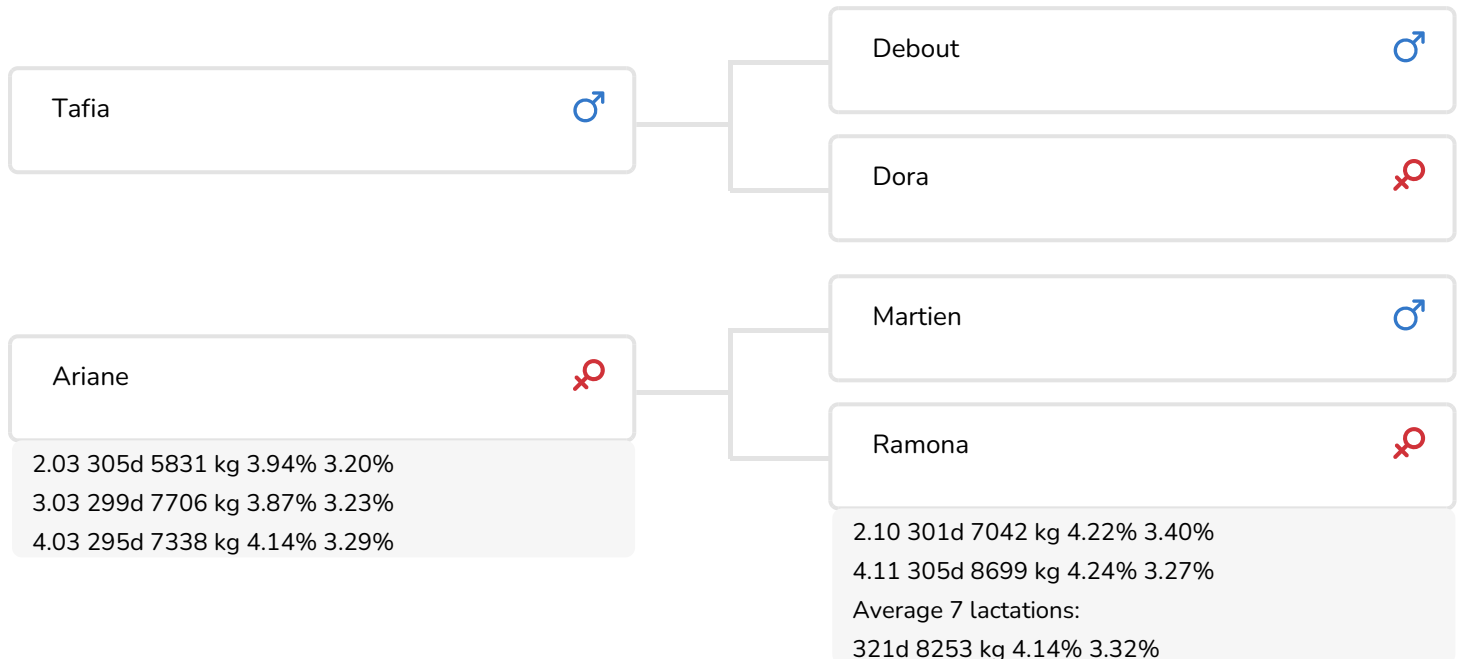 Debout
Tafia
Dora
Martien
Ariane
Ramona
2.03 305d 5831 kg 3.94% 3.20%
3.03 299d 7706 kg 3.87% 3.23%
4.03 295d 7338 kg 4.14% 3.29%
2.10 301d 7042 kg 4.22% 3.40%
4.11 305d 8699 kg 4.24% 3.27%
Average 7 lactations:
321d 8253 kg 4.14% 3.32%